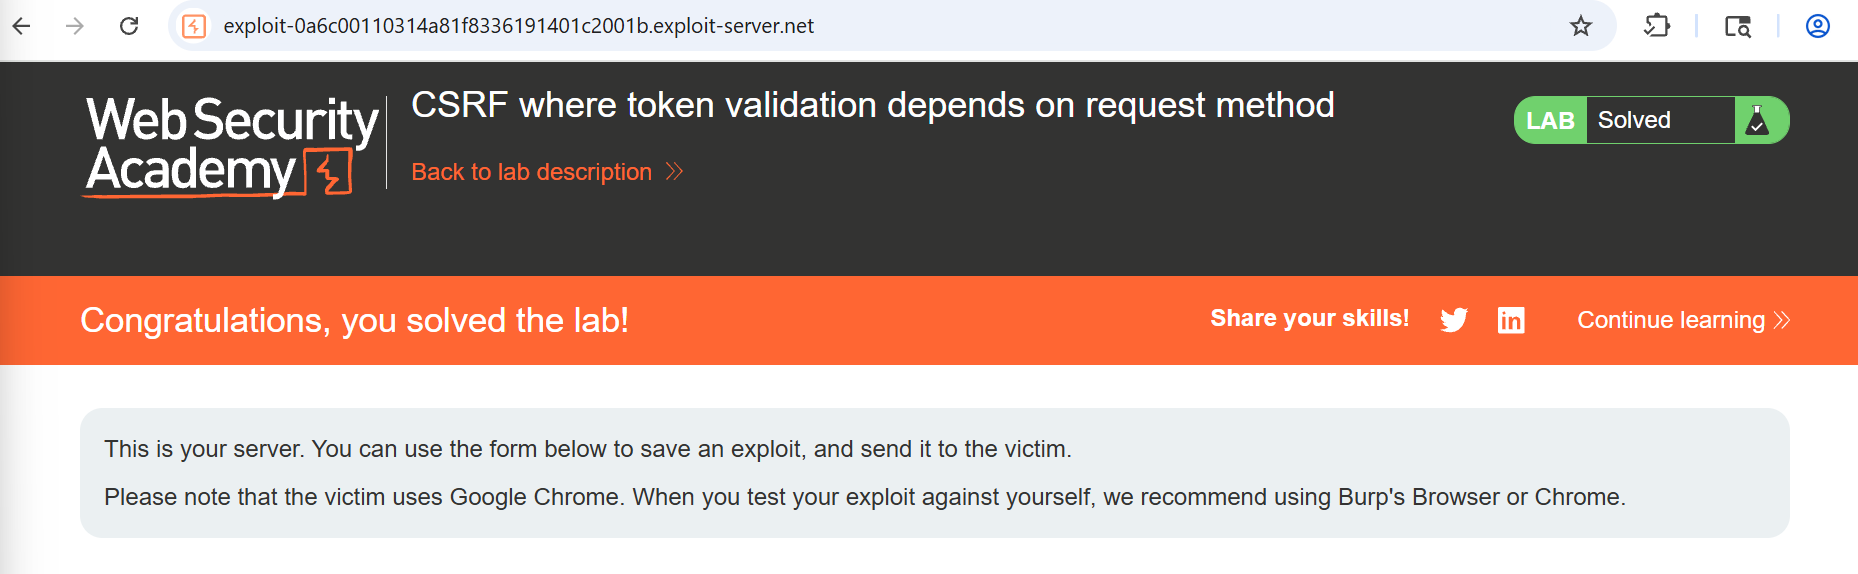 exploit-0a6c00110314a81f8336191401c2001b.exploit-server.net
Web Security
Academy
CSRF where token validation depends on request method
Back to lab description
LAB Solved
Congratulations, you solved the lab!
Share your skills!
Continue learning
This is your server. You can use the form below to save an exploit, and send it to the victim.
Please note that the victim uses Google Chrome. When you test your exploit against yourself, we recommend using Burp's Browser or Chrome.